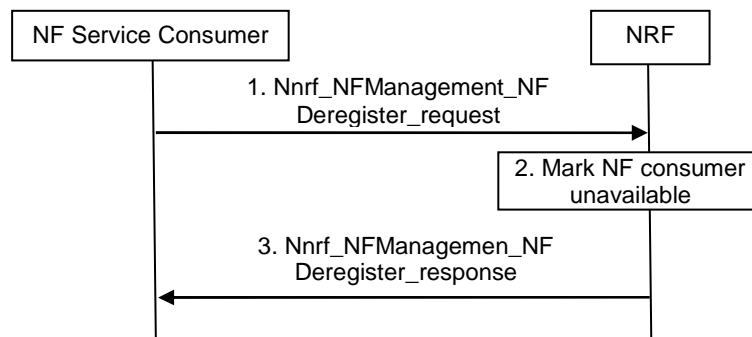 NF Service Consumer
NRF
1. Nnrf_NFManagement_NF
Deregister_request
2. Mark NF consumer
unavailable
3. Nnrf_NFManagemen_NF
Deregister_response